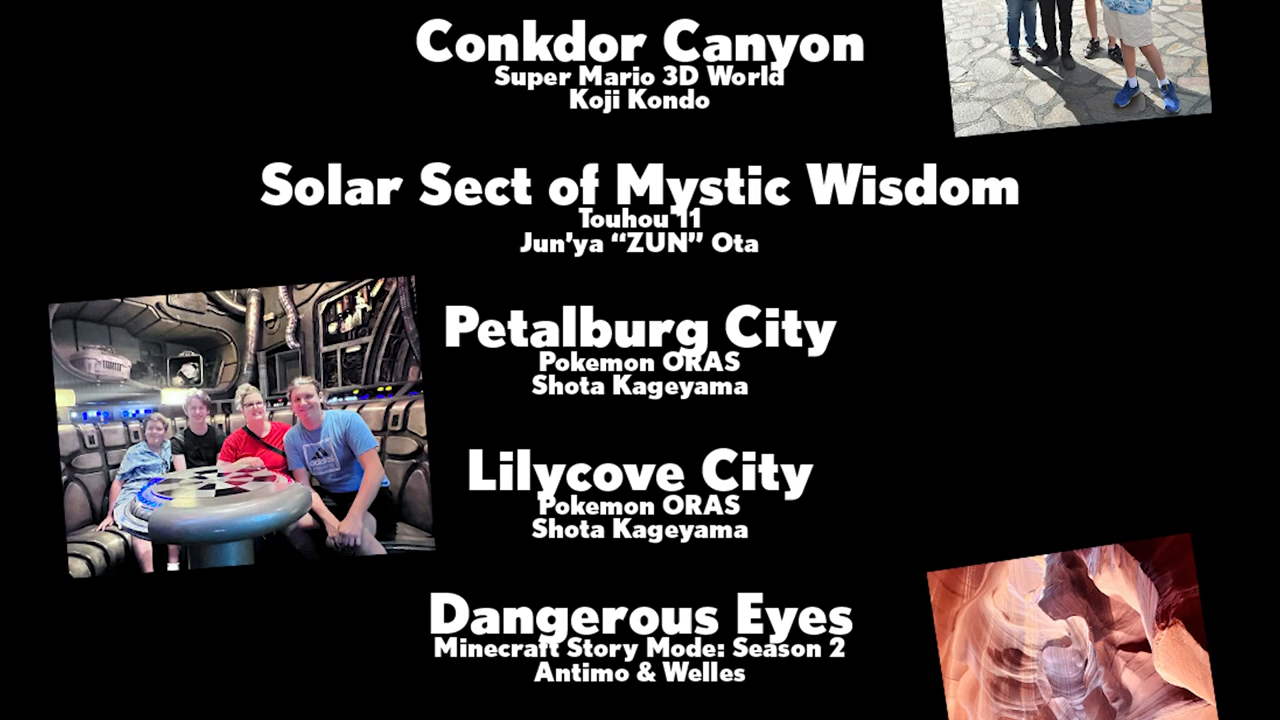 Conkdor Canyon
Super Mario 3D World
Koji Kondo
Solar Sect of Mystic Wisdom
Touhou 11
Jun'ya “ZUN” Ota
Petalburg City
Pokemon ORAS
Shota Kageyama
adidas
Lilycove City
Pokemon ORAS
Shota Kageyama
Dangerous Eyes
Minecraft Story Mode: Season 2
Antimo & Welles